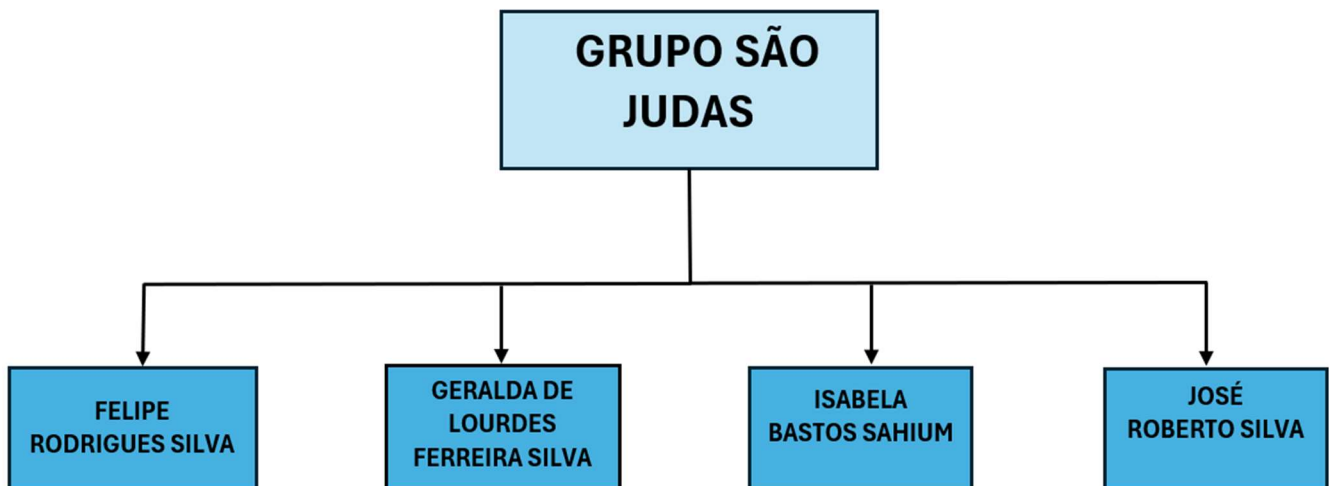 GRUPO SÃO
JUDAS
FELIPE
RODRIGUES SILVA
GERALDA DE
LOURDES
FERREIRA SILVA
ISABELA
BASTOS SAHIUM
JOSÉ
ROBERTO SILVA